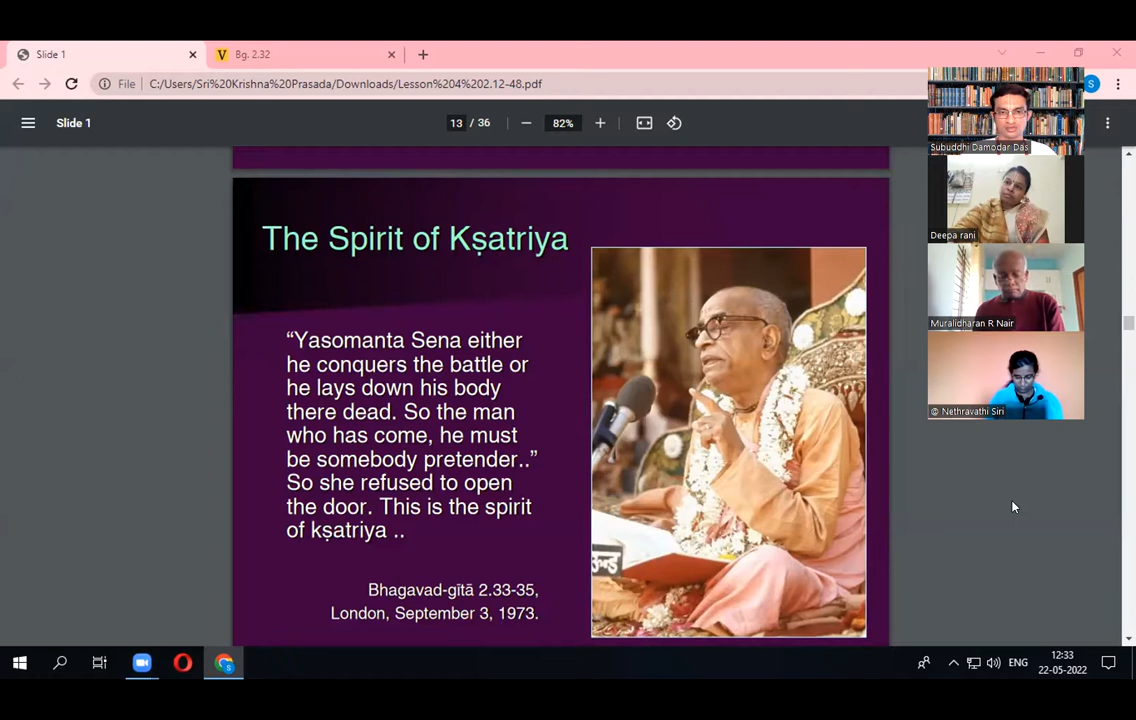 Slide 1
Bg. 2.32
File
C:/Users/Sri%20Krishna%20Prasada/Downloads/Lesson%204%202.12-48.pdf
S
Slide 1
13 / 36
82%
Subuddhi Damodar Das
Deepa rani
Muralidharan R Nair
@ Nethravathi Siri
The Spirit of Kṣatriya
“Yasomanta Sena either
he conquers the battle or
he lays down his body
there dead. So the man
who has come, he must
be somebody pretender..”
So she refused to open
the door. This is the spirit
of kṣatriya ..
Bhagavad-gītā 2.33-35,
London, September 3, 1973.
S
ENG
12:33
22-05-2022